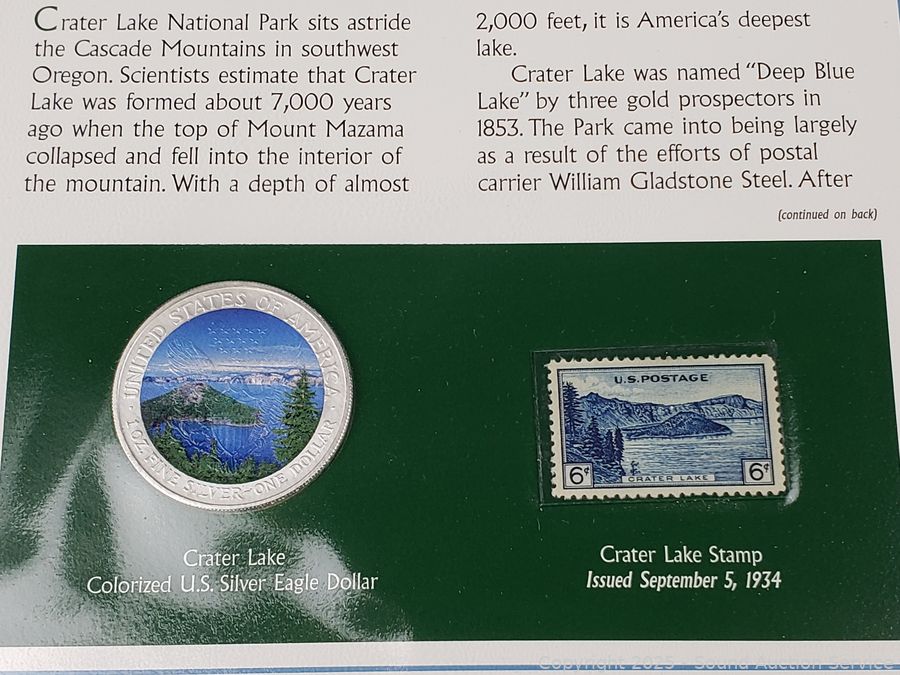 Crater Lake National Park sits astride
the Cascade Mountains in southwest
Oregon. Scientists estimate that Crater
Lake was formed about 7,000 years
ago when the top of Mount Mazama
collapsed and fell into the interior of
the mountain. With a depth of almost
2,000 feet, it is America's deepest
lake.
Crater Lake was named "Deep Blue
Lake" by three gold prospectors in
1853. The Park came into being largely
as a result of the efforts of postal
carrier William Gladstone Steel. After
(continued on back)
UNITED STATES OF AMERICA
1 OZ. FINE SILVER~ONE DOLLAR
U.S. POSTAGE
6¢ 6¢
CRATER LAKE
Crater Lake
Colorized U.S. Silver Eagle Dollar
Crater Lake Stamp
Issued September 5, 1934
Copyright 2025 - Sound Auction Service